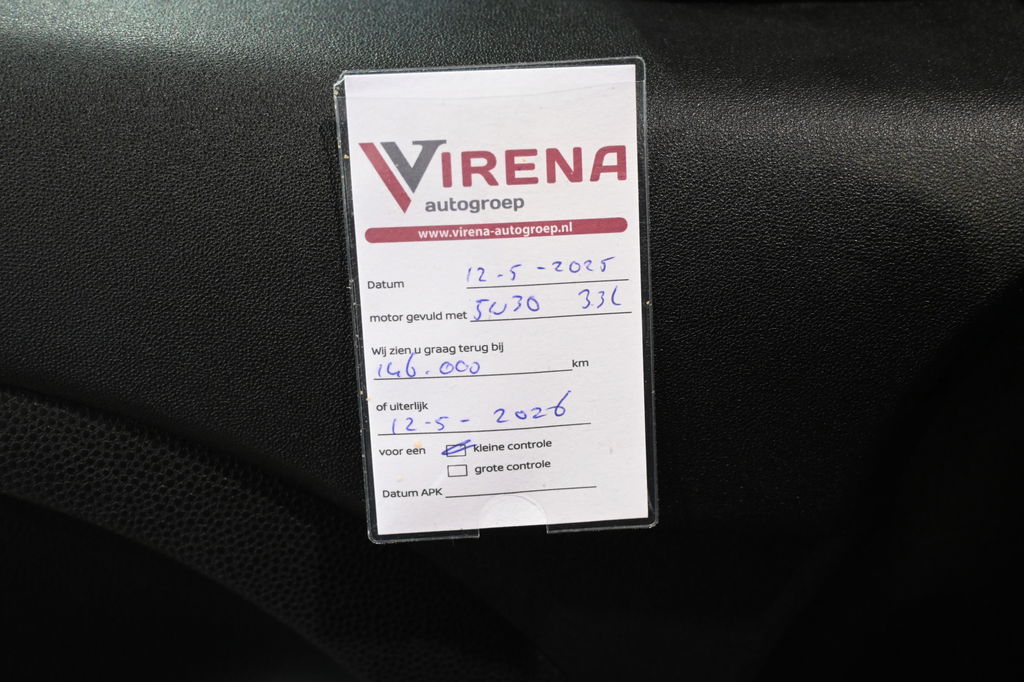 VIRENA
autogroep
www.virena-autogroep.nl
Datum 12-5-2025
motor gevuld met 5W30 3.3L
Wij zien u graag terug bij
146.000 km
of uiterlijk
12-5-2026
voor een kleine controle
grote controle
Datum APK